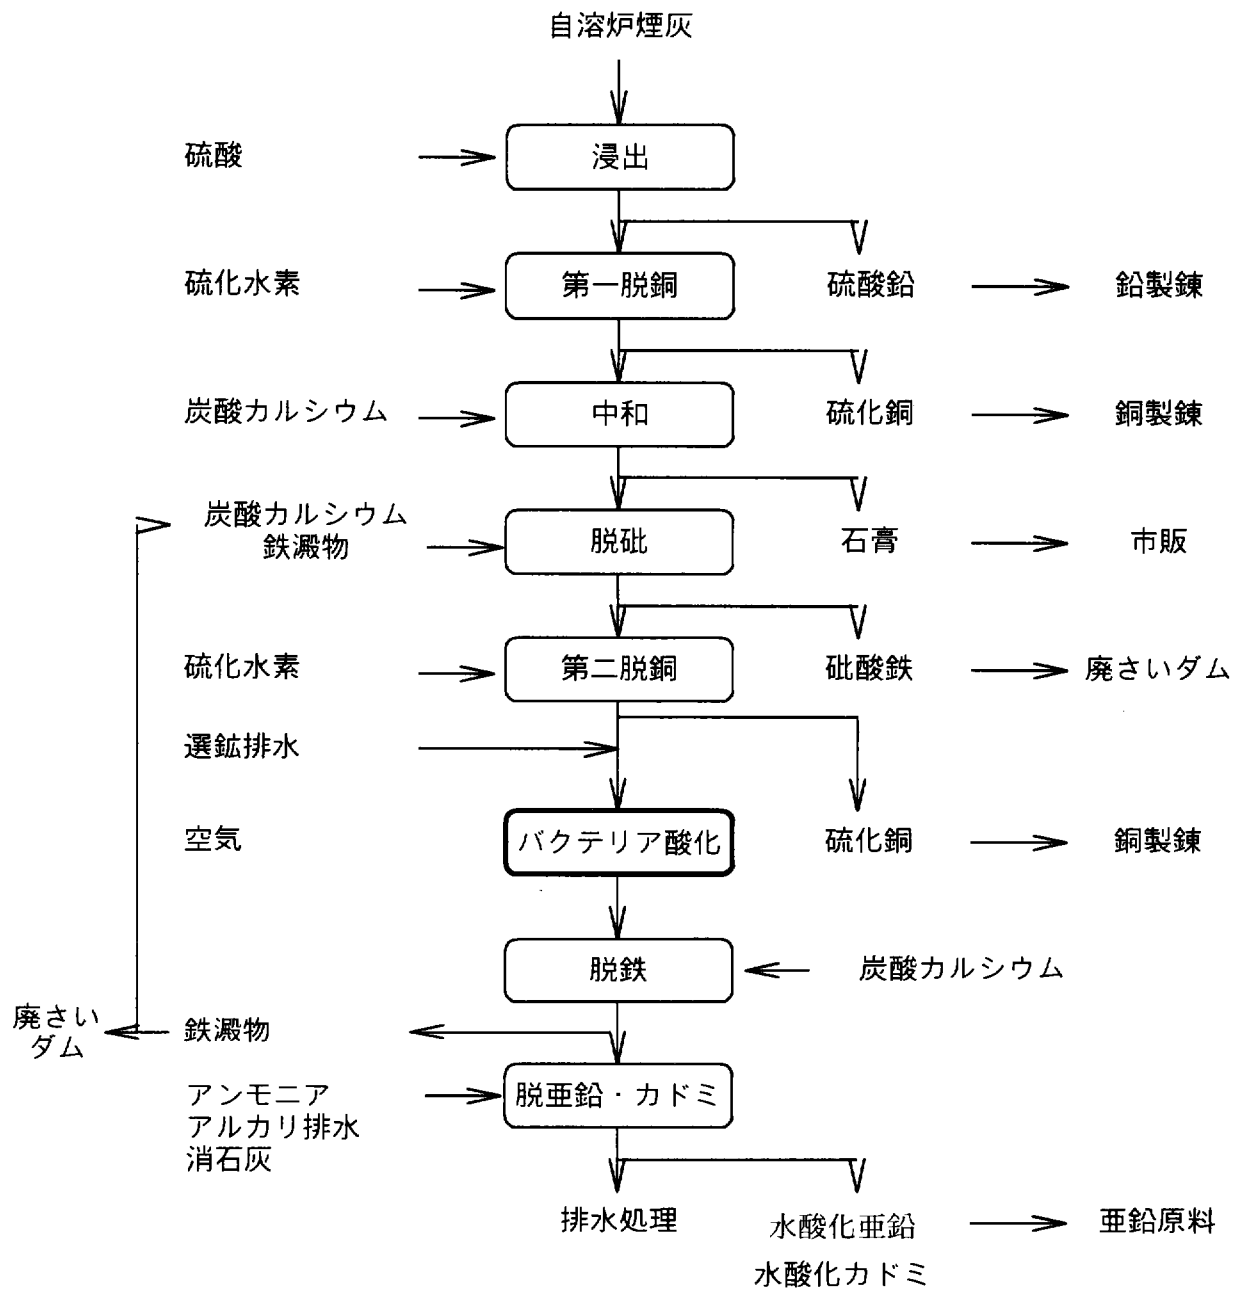 自溶炉煙灰
硫酸
浸出
硫化水素
第一脱銅
硫酸鉛
鉛製錬
炭酸カルシウム
中和
硫化銅
銅製錬
炭酸カルシウム
鉄澱物
脱砒
石膏
市販
硫化水素
第二脱銅
砒酸鉄
廃さいダム
選鉱排水
空気
バクテリア酸化
硫化銅
銅製錬
脱鉄
炭酸カルシウム
廃さい
ダム
鉄澱物
アンモニア
アルカリ排水
消石灰
脱亜鉛・カドミ
排水処理
水酸化亜鉛
水酸化カドミ
亜鉛原料